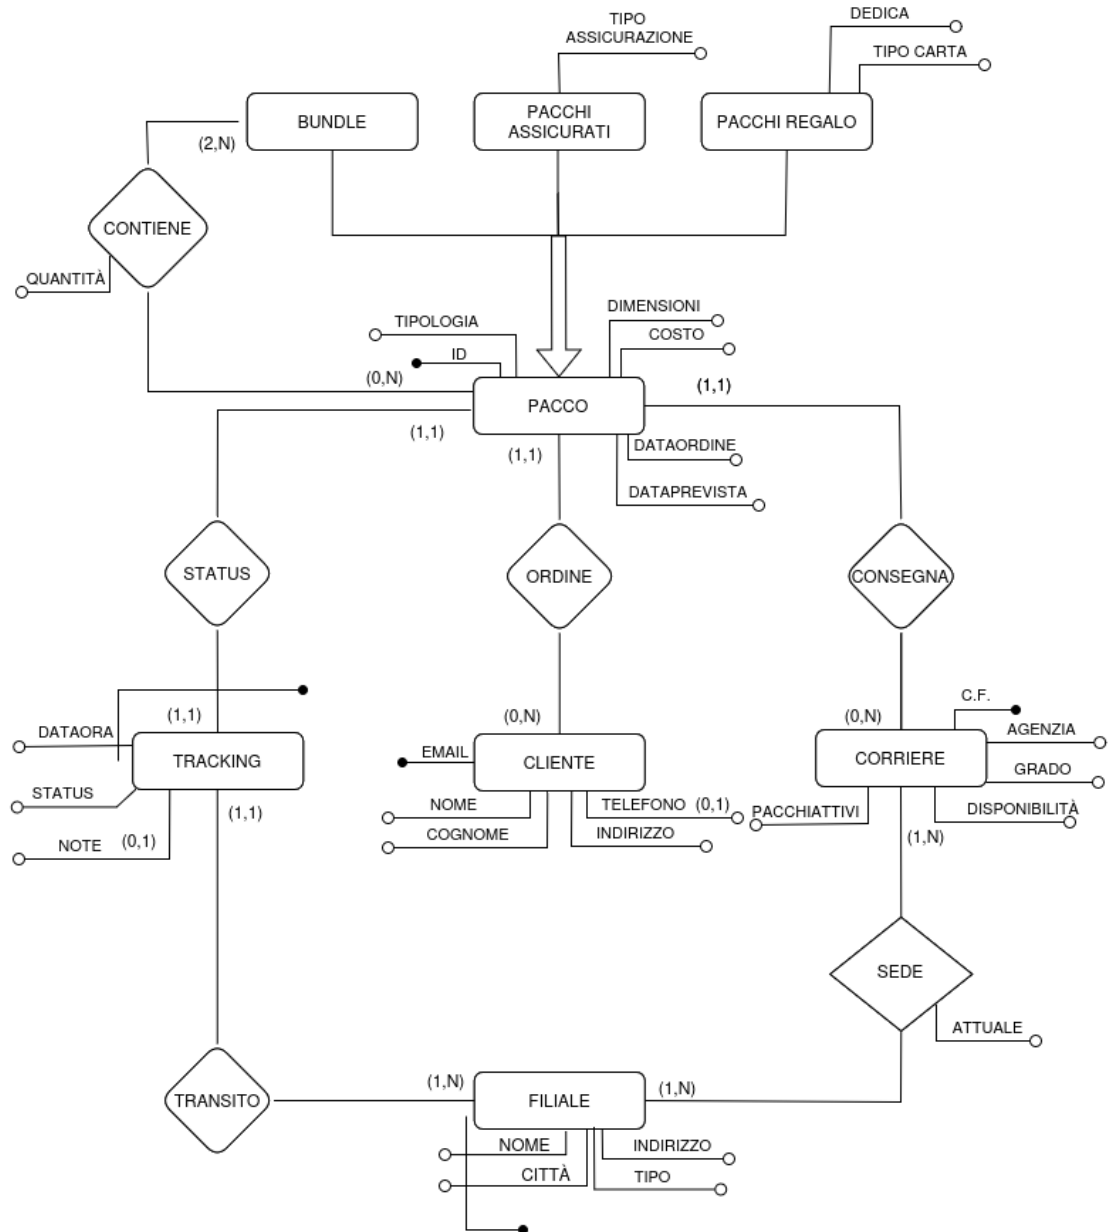 DEDICA
TIPO
ASSICURAZIONE
TIPO CARTA
BUNDLE
PACCHI
ASSICURATI
PACCHI REGALO
(2,N)
CONTIENE
QUANTITÀ
DIMENSIONI
TIPOLOGIA
COSTO
ID
(0,N)
(1,1)
PACCO
(1,1)
(1,1)
DATAORDINE
DATAPREVISTA
STATUS
ORDINE
CONSEGNA
C.F.
(1,1)
(0,N)
(0,N)
DATAORA
AGENZIA
EMAIL
TRACKING
CLIENTE
CORRIERE
GRADO
STATUS
NOME
TELEFONO (0,1)
PACCHIATTIVI
DISPONIBILITÀ
(1,1)
COGNOME
INDIRIZZO
(1,N)
NOTE
(0,1)
SEDE
ATTUALE
(1,N)
(1,N)
TRANSITO
FILIALE
NOME
INDIRIZZO
CITTÀ
TIPO